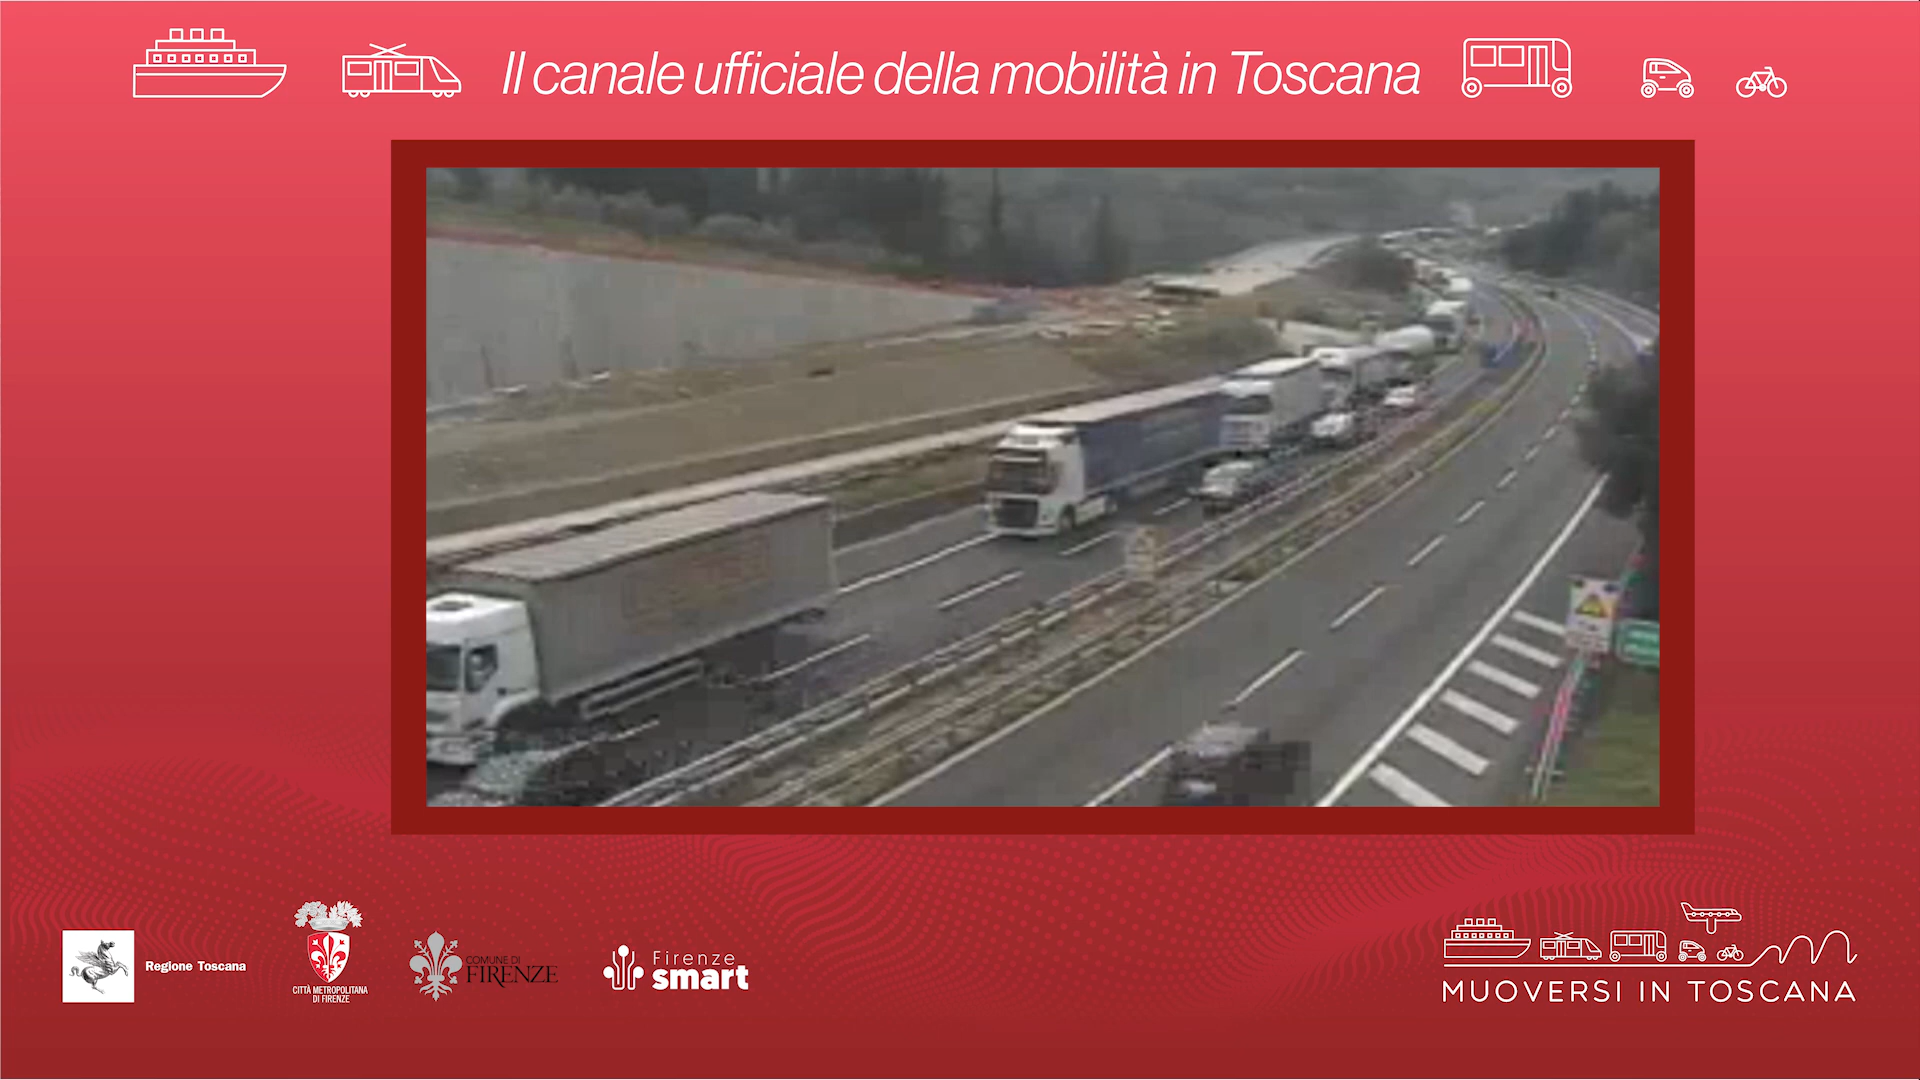 Il canale ufficiale della mobilità in Toscana
Regione Toscana
CITTÀ METROPOLITANA
DI FIRENZE
COMUNE DI
FIRENZE
Firenze
smart
MUOVERSI IN TOSCANA